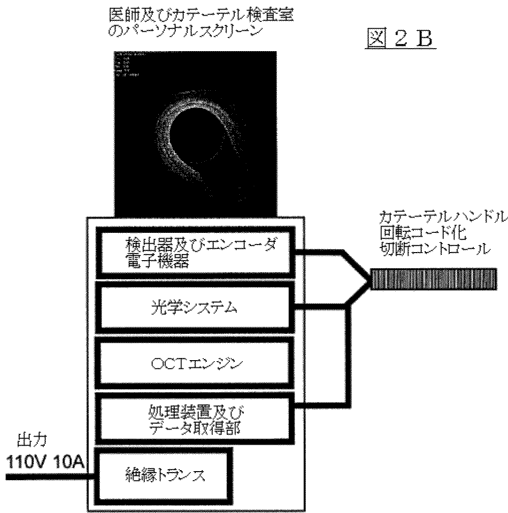 医師及びカテーテル検査室
のパーソナルスクリーン
図２Ｂ
検出器及びエンコーダ
電子機器
光学システム
OCTエンジン
処理装置及び
データ取得部
絶縁トランス
カテーテルハンドル
回転コード化
切断コントロール
出力
110V 10A